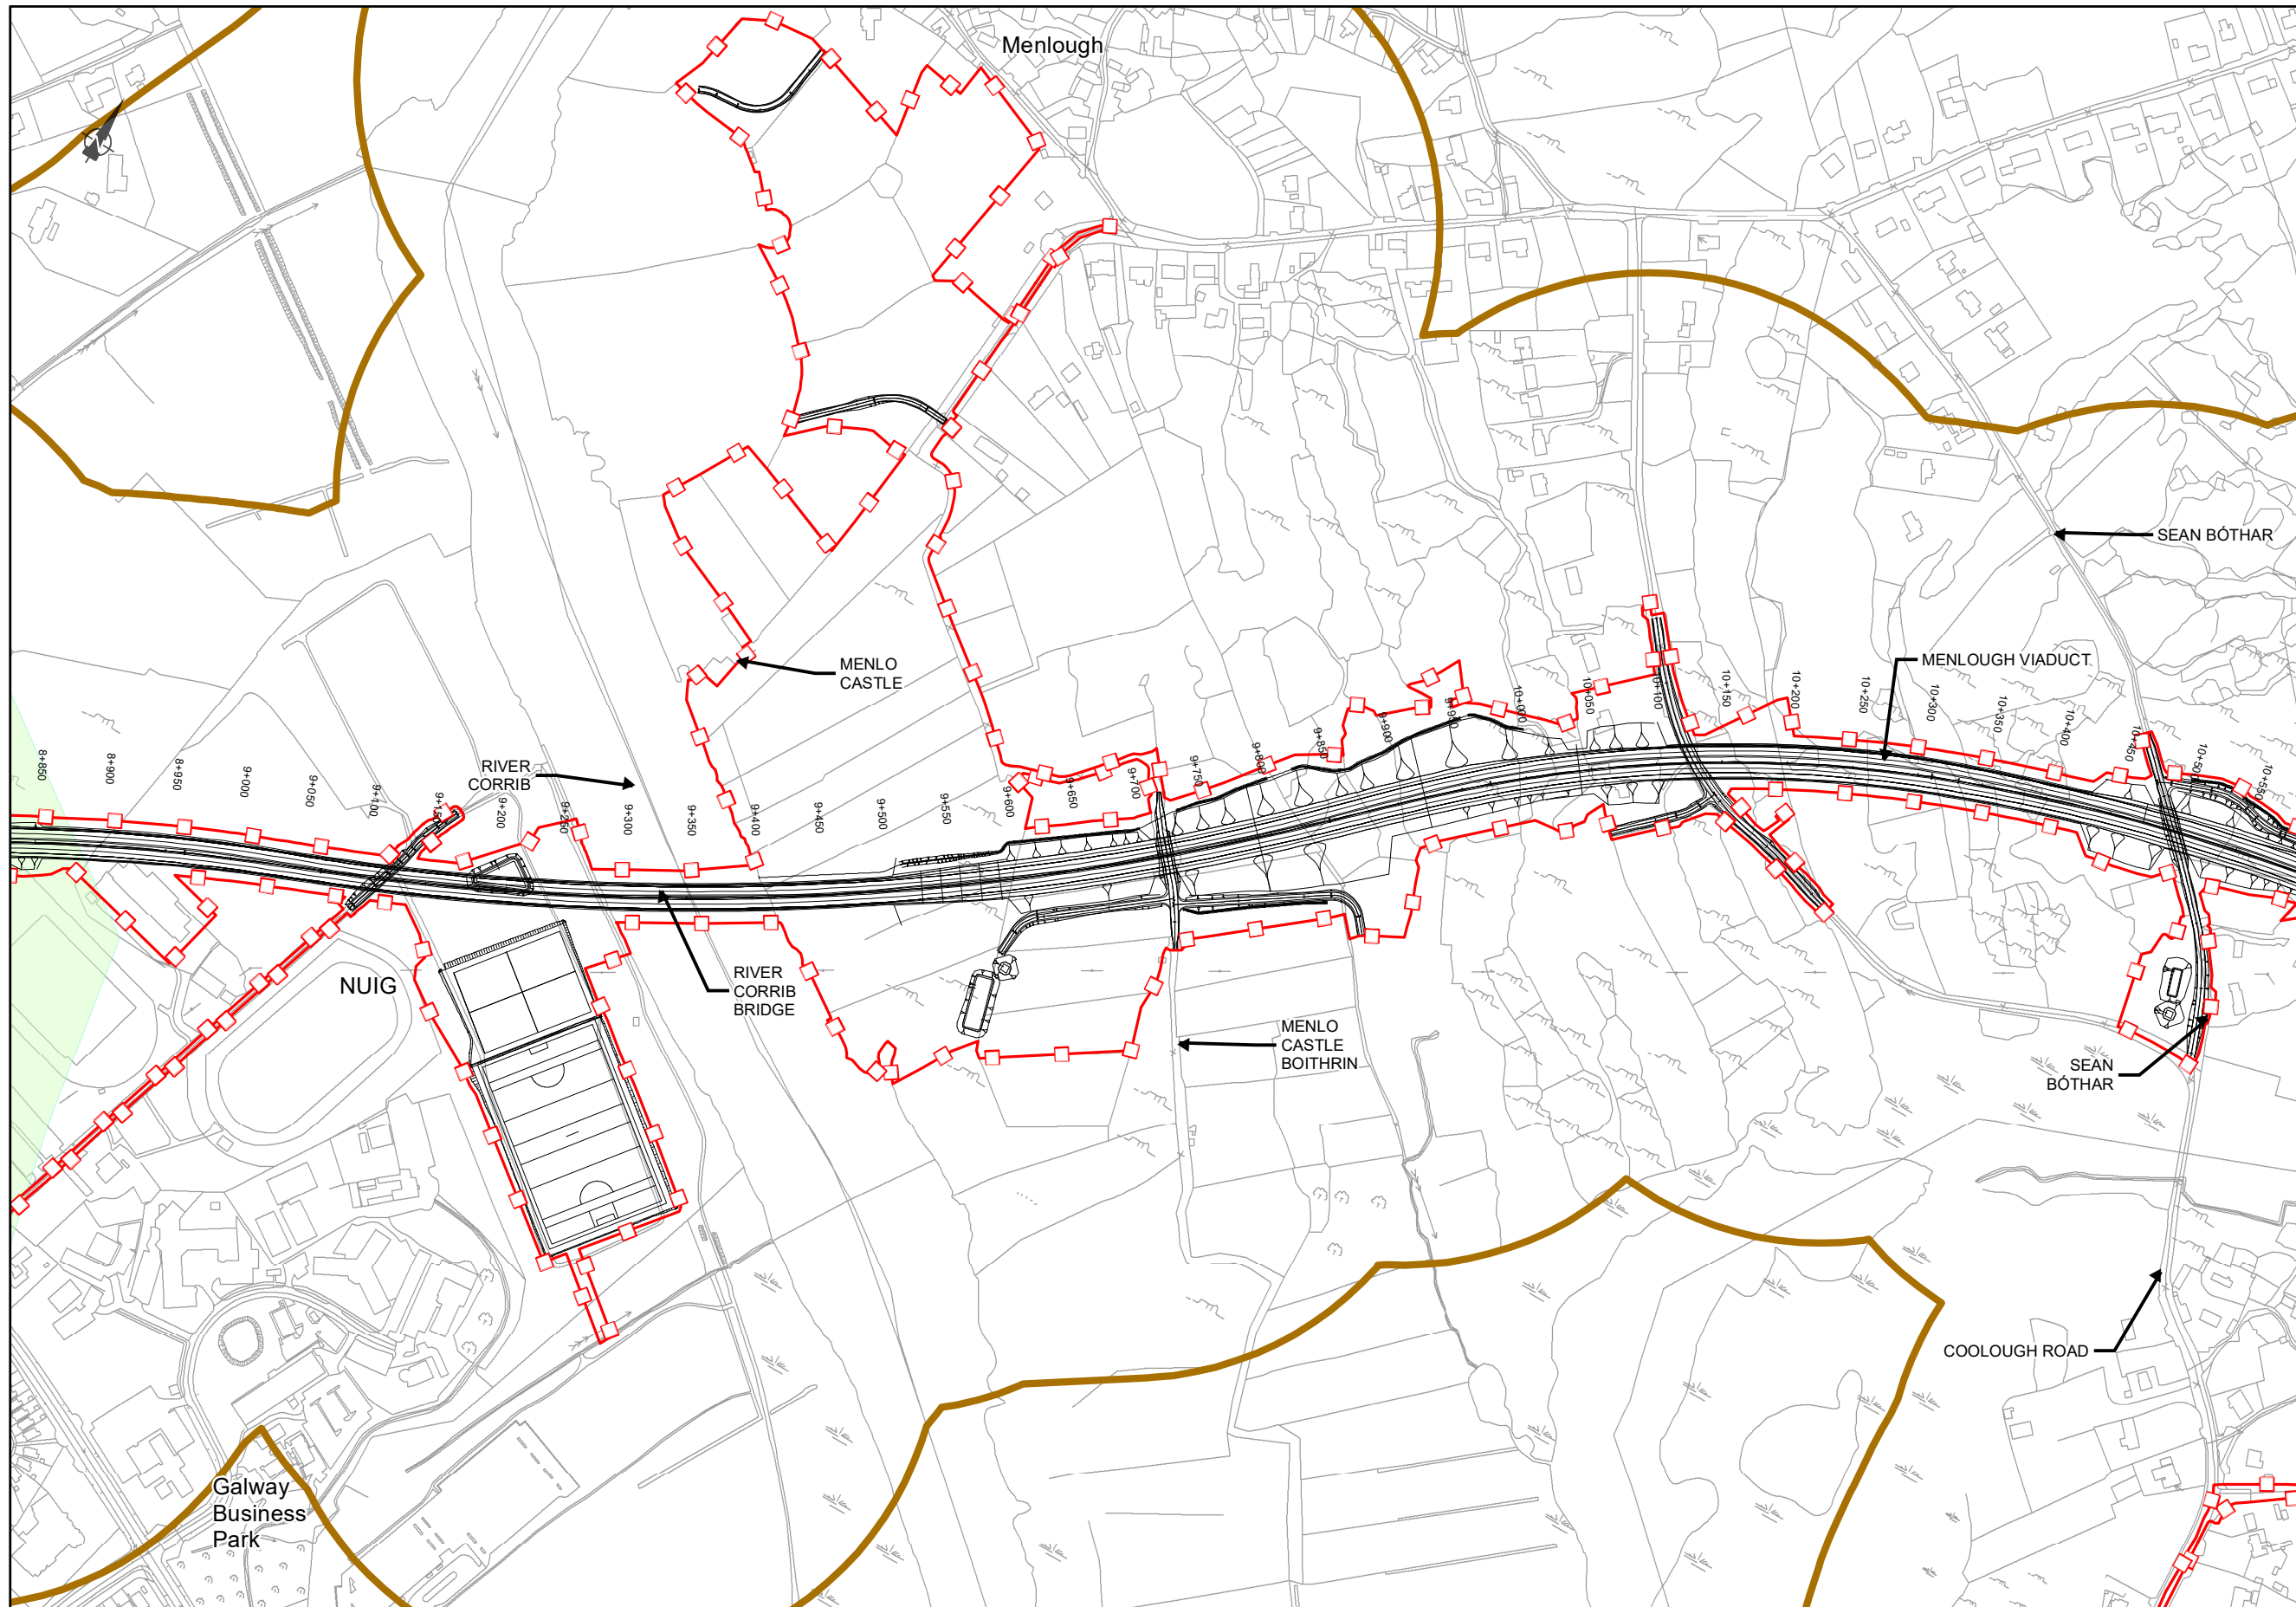 Menlough
SEAN BÓTHAR
MENLOUGH VIADUCT
MENLO
CASTLE
RIVER
CORRIB
8+850
8+900
8+950
9+000
9+050
9+100
9+150
9+200
9+250
9+300
9+350
9+400
9+450
9+500
9+550
9+600
9+650
9+700
9+750
9+800
9+850
9+900
9+950
10+000
10+050
10+100
10+150
10+200
10+250
10+300
10+350
10+400
10+450
10+500
10+550
NUIG
RIVER
CORRIB
BRIDGE
MENLO
CASTLE
BOITHRIN
SEAN
BÓTHAR
COOLOUGH ROAD
Galway
Business
Park